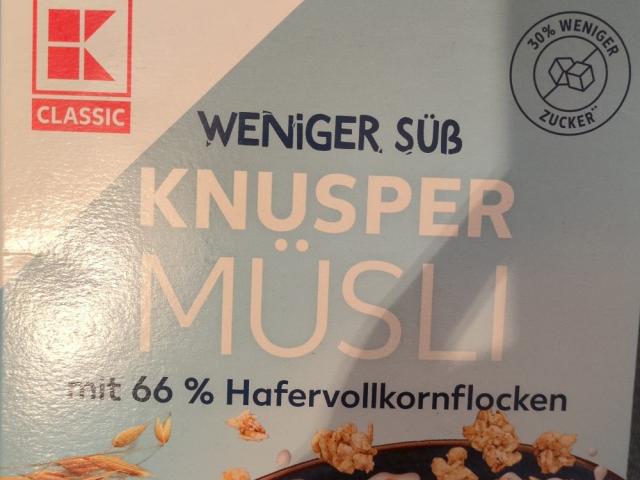 CLASSIC
30% WENIGER
ZUCKER**
WENiGER SÜß
KNUSPER
MÜSLI
mit 66 % Hafervollkornflocken